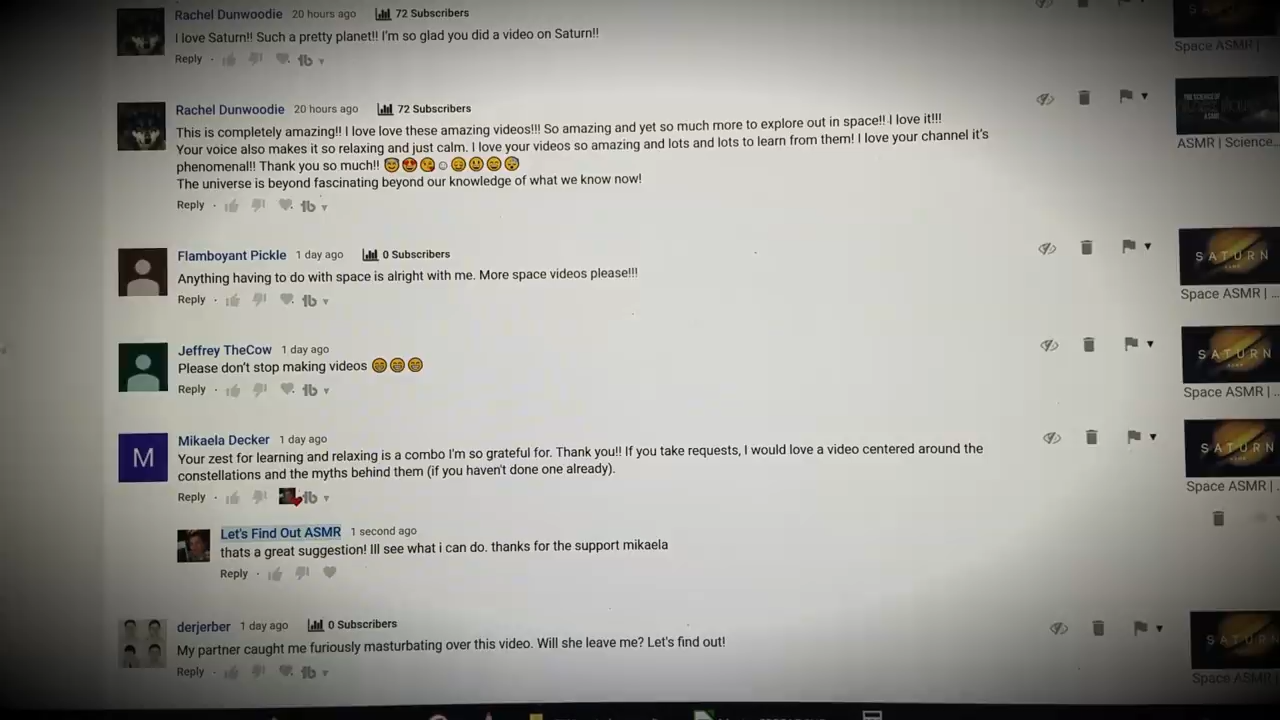 Rachel Dunwoodie 20 hours ago 72 Subscribers
I love Saturn!! Such a pretty planet!! I'm so glad you did a video on Saturn!!
Reply
Space ASMR |
Rachel Dunwoodie 20 hours ago 72 Subscribers
This is completely amazing!! I love love these amazing videos!!! So amazing and yet so much more to explore out in space!! I love it!!!
Your voice also makes it so relaxing and just calm. I love your videos so amazing and lots and lots to learn from them! I love your channel it's
phenomenal!! Thank you so much!! 😇😍😘☺😌😃😄😴
The universe is beyond fascinating beyond our knowledge of what we know now!
Reply
THE SCIENCE OF
ASMR
ASMR | Science...
Flamboyant Pickle 1 day ago 0 Subscribers
Anything having to do with space is alright with me. More space videos please!!!
Reply
SATURN
ASMR
Space ASMR | ...
Jeffrey TheCow 1 day ago
Please don't stop making videos 😁😁😁
Reply
SATURN
ASMR
Space ASMR | ...
M
Mikaela Decker 1 day ago
Your zest for learning and relaxing is a combo I'm so grateful for. Thank you!! If you take requests, I would love a video centered around the
constellations and the myths behind them (if you haven't done one already).
Reply
SATURN
ASMR
Space ASMR | ...
Let's Find Out ASMR 1 second ago
thats a great suggestion! Ill see what i can do. thanks for the support mikaela
Reply
derjerber 1 day ago 0 Subscribers
My partner caught me furiously masturbating over this video. Will she leave me? Let's find out!
Reply
SATURN
Space ASMR | ...